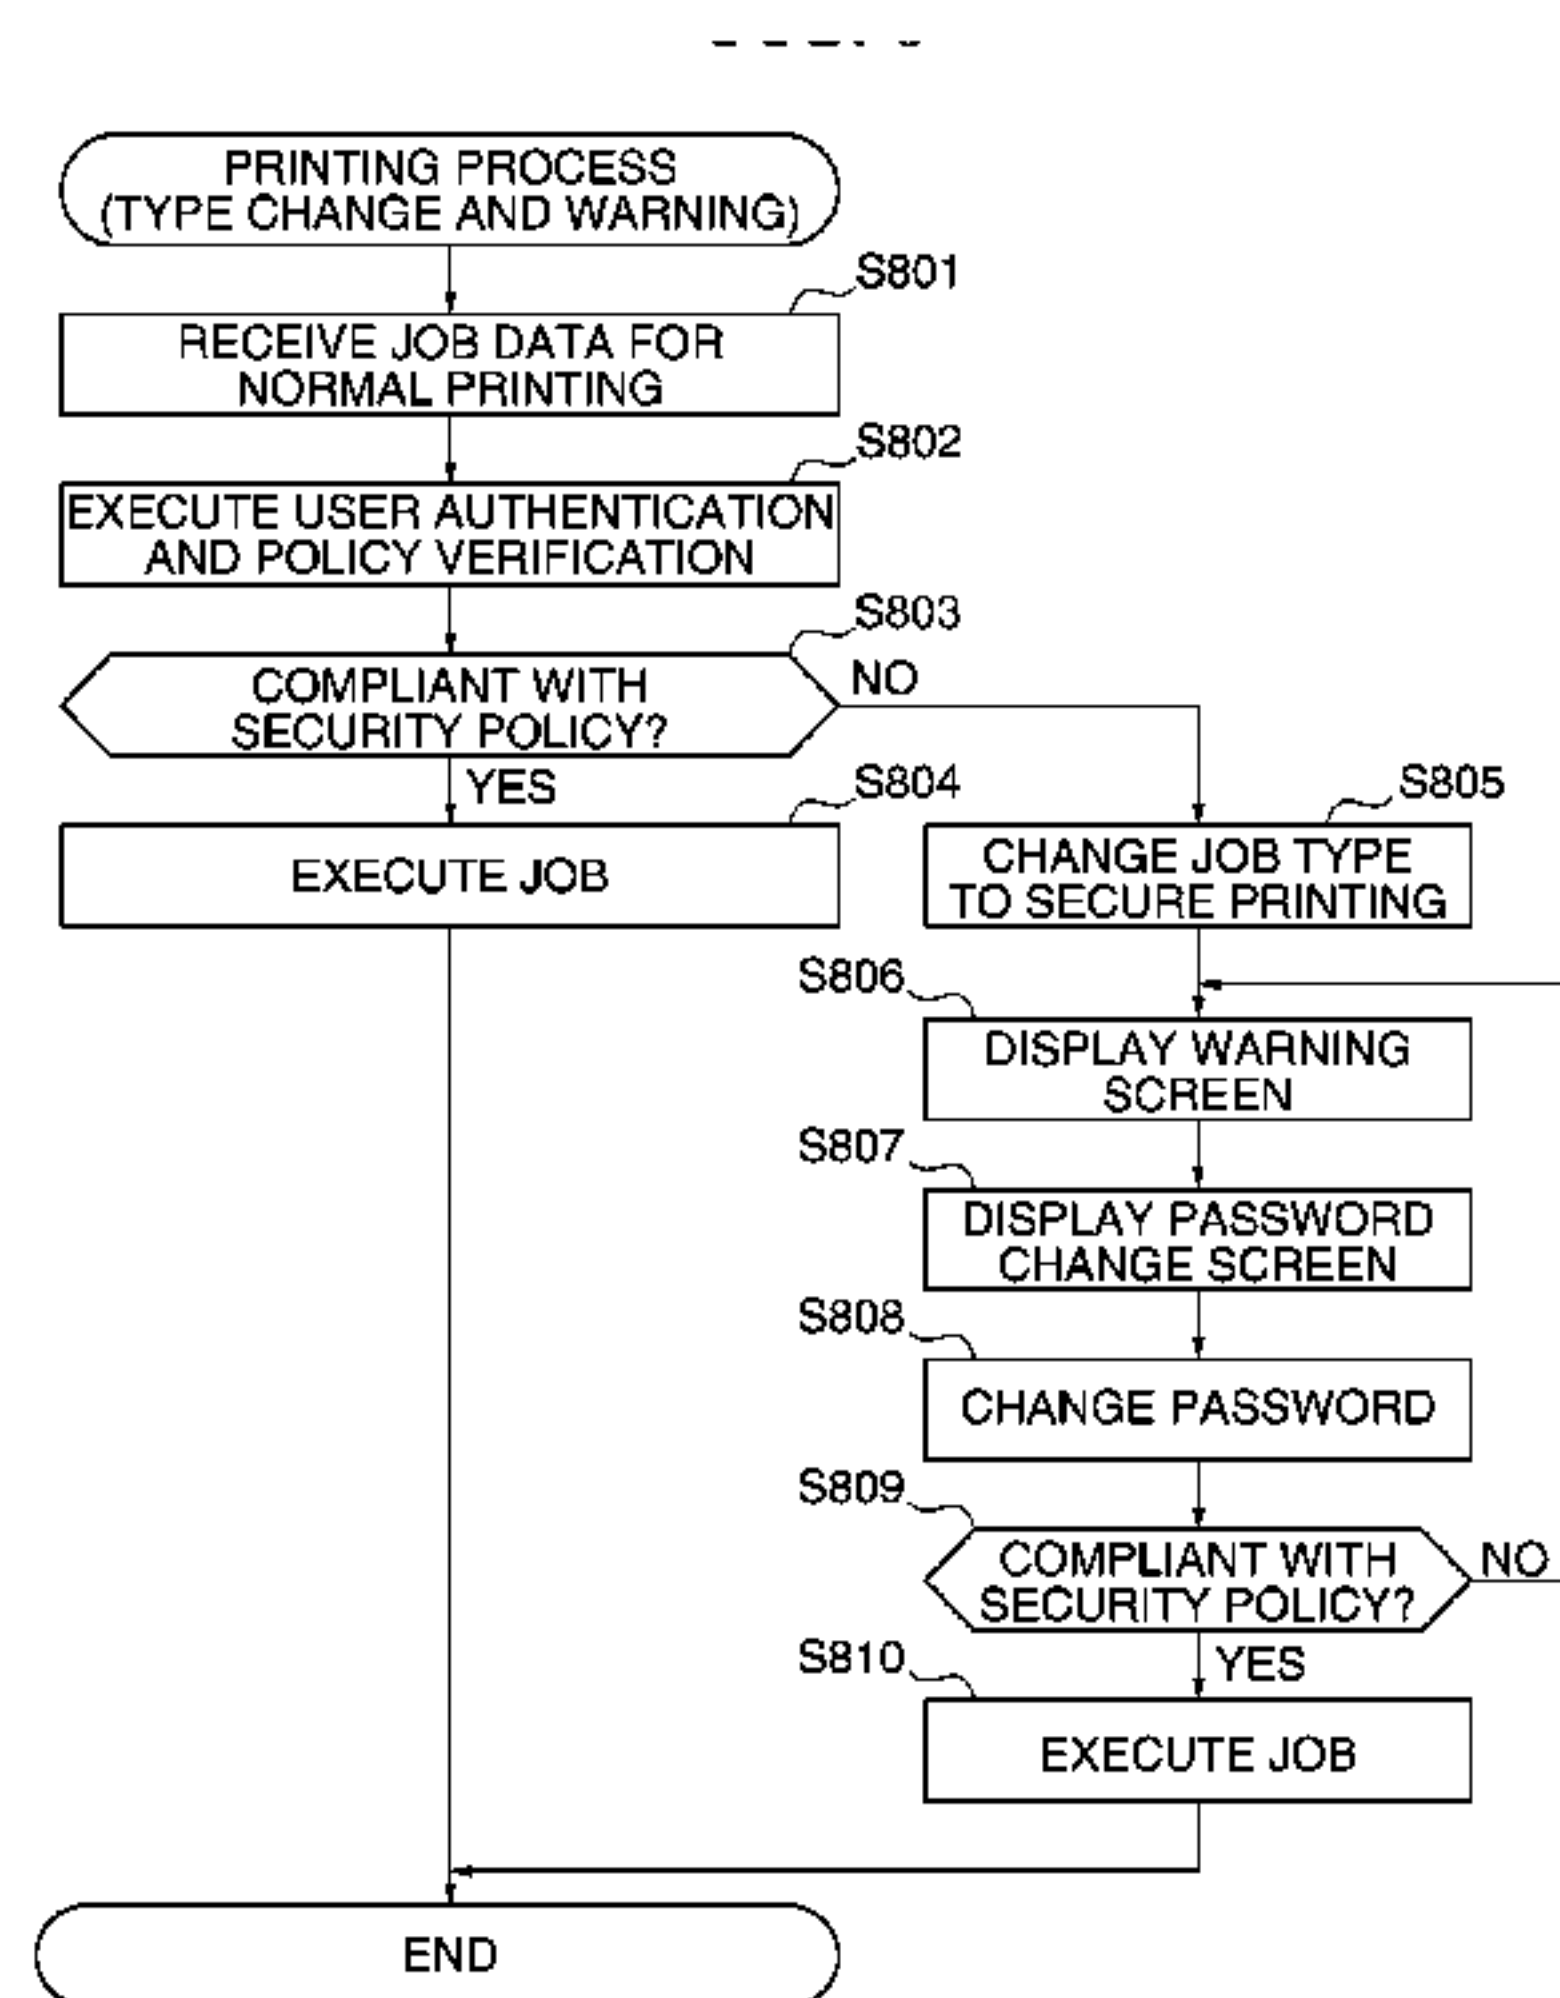 PRINTING PROCESS
(TYPE CHANGE AND WARNING)
S801
RECEIVE JOB DATA FOR
NORMAL PRINTING
S802
EXECUTE USER AUTHENTICATION
AND POLICY VERIFICATION
S803
COMPLIANT WITH
SECURITY POLICY?
NO
YES
S804
EXECUTE JOB
S805
CHANGE JOB TYPE
TO SECURE PRINTING
S806
DISPLAY WARNING
SCREEN
S807
DISPLAY PASSWORD
CHANGE SCREEN
S808
CHANGE PASSWORD
S809
COMPLIANT WITH
SECURITY POLICY?
NO
YES
S810
EXECUTE JOB
END